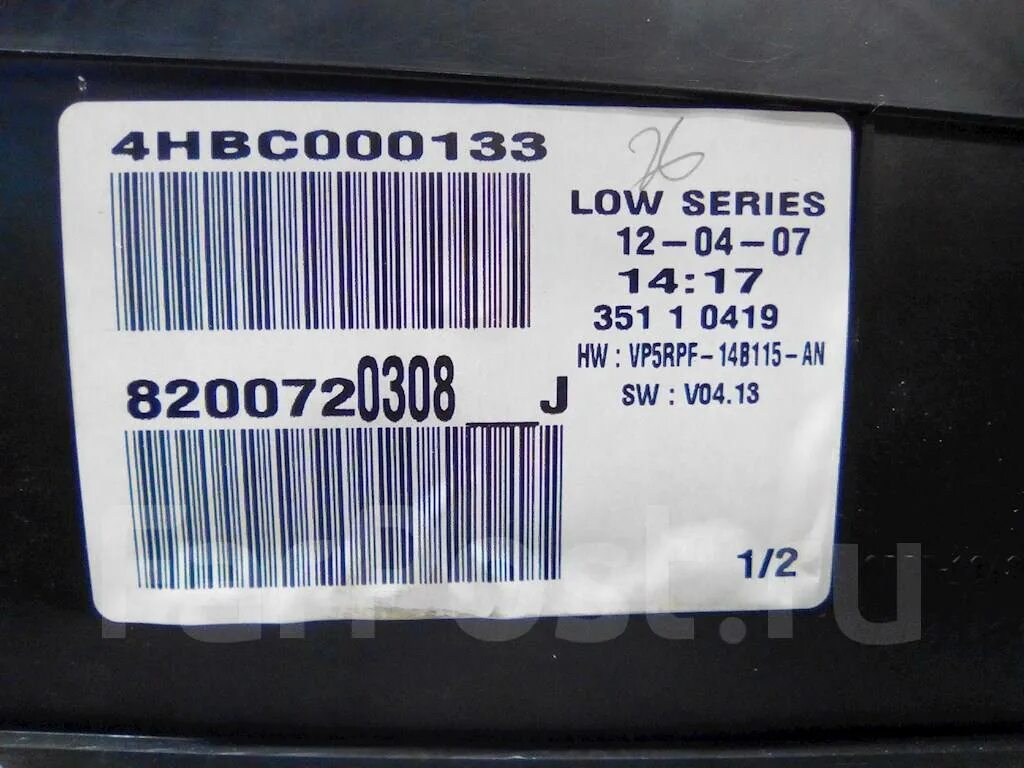 4HBC000133
26
LOW SERIES
12-04-07
14:17
351 1 0419
HW : VP5RPF-14B115-AN
SW : V04.13
8200720308___J
1/2
FarPost.ru